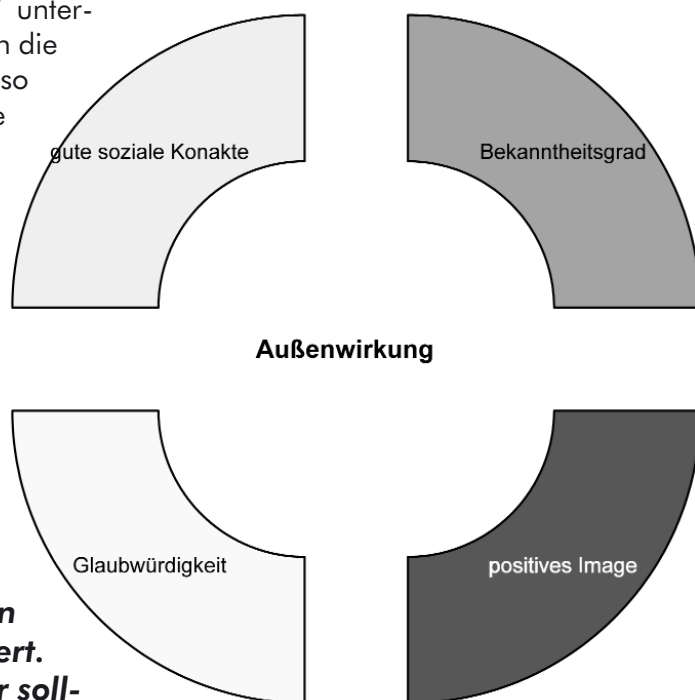 unter-
n die
so
e
gute soziale Konakte
Bekanntheitsgrad
Außenwirkung
Glaubwürdigkeit
positives Image
n
ert.
r soll-